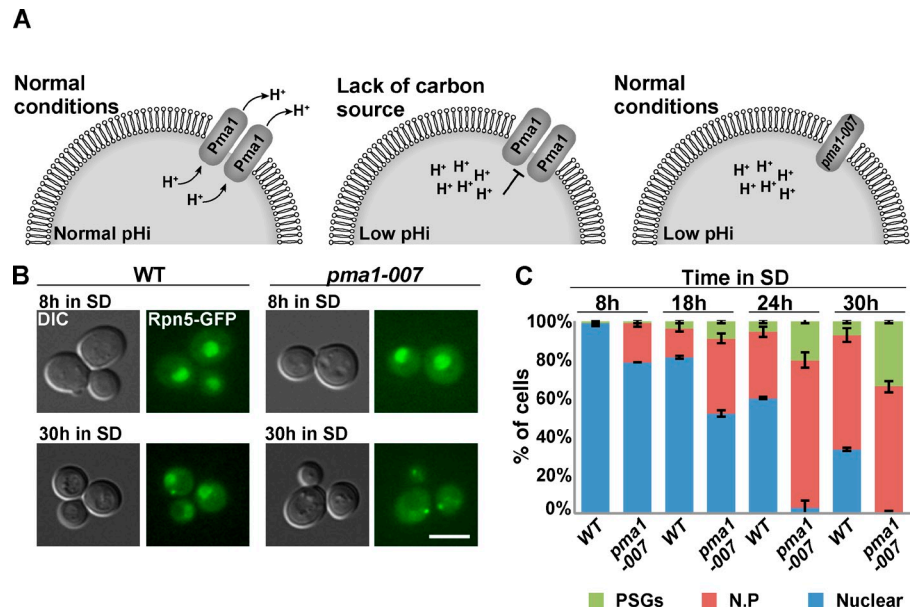 A
Normal
conditions
H⁺
H⁺
Pma1
Pma1
H⁺
H⁺
Normal pHi
Lack of carbon
source
Pma1
Pma1
H⁺ H⁺
H⁺ H⁺ H⁺
Low pHi
Normal
conditions
pma1-007
H⁺ H⁺
H⁺ H⁺ H⁺
Low pHi
B
WT
pma1-007
8h in SD
8h in SD
DIC
Rpn5-GFP
30h in SD
30h in SD
C
Time in SD
8h 18h 24h 30h
% of cells
100%
80%
60%
40%
20%
0%
WT
pma1
-007
WT
pma1
-007
WT
pma1
-007
WT
pma1
-007
PSGs N.P Nuclear